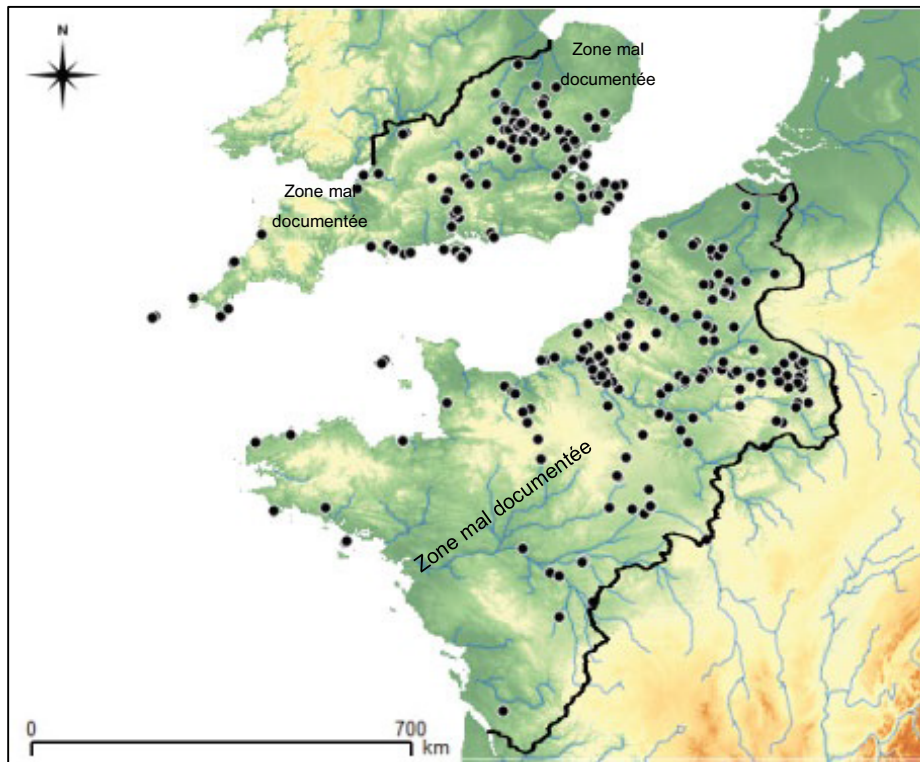 N
Zone mal
documentée
Zone mal
documentée
Zone mal documentée
0
700
km